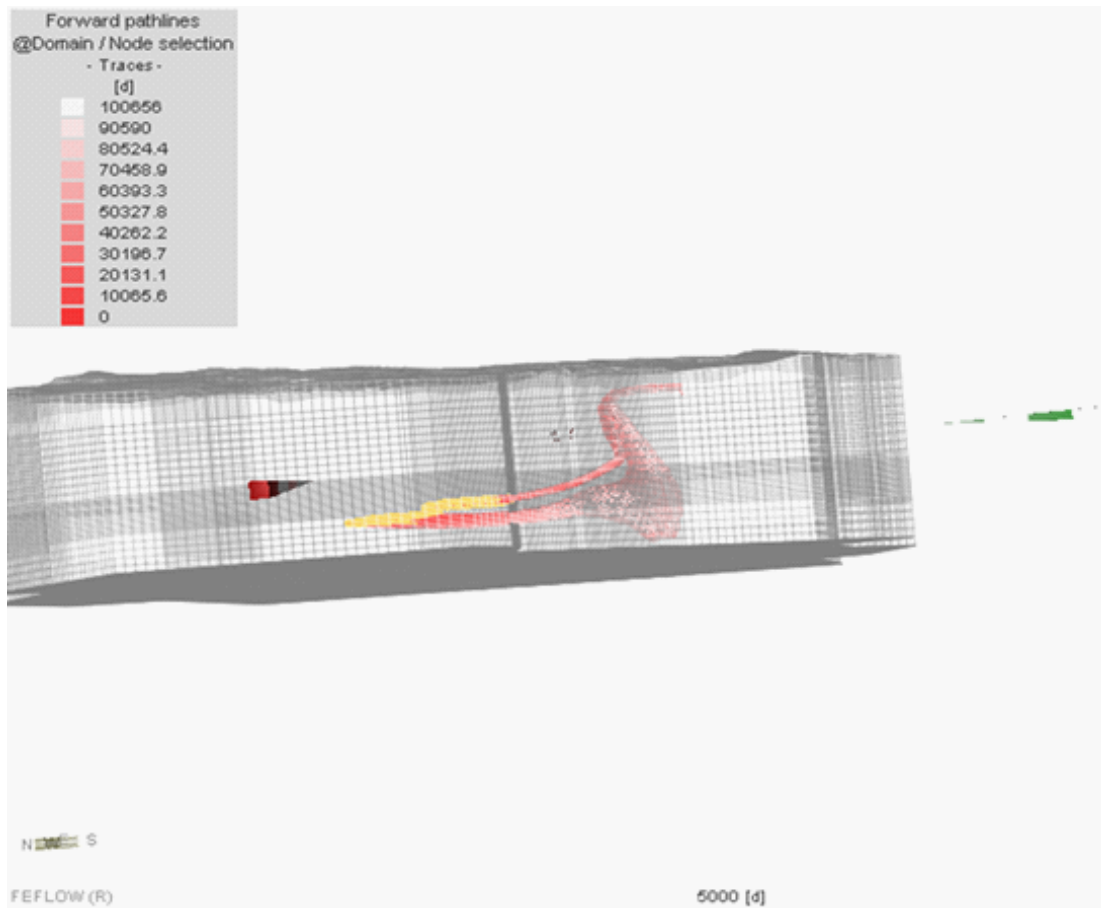 Forward pathlines
@Domain / Node selection
- Traces -
[d]
100656
90590
80524.4
70458.9
60393.3
50327.8
40262.2
30196.7
20131.1
10065.6
0
N W S
FEFLOW (R)
5000 [d]